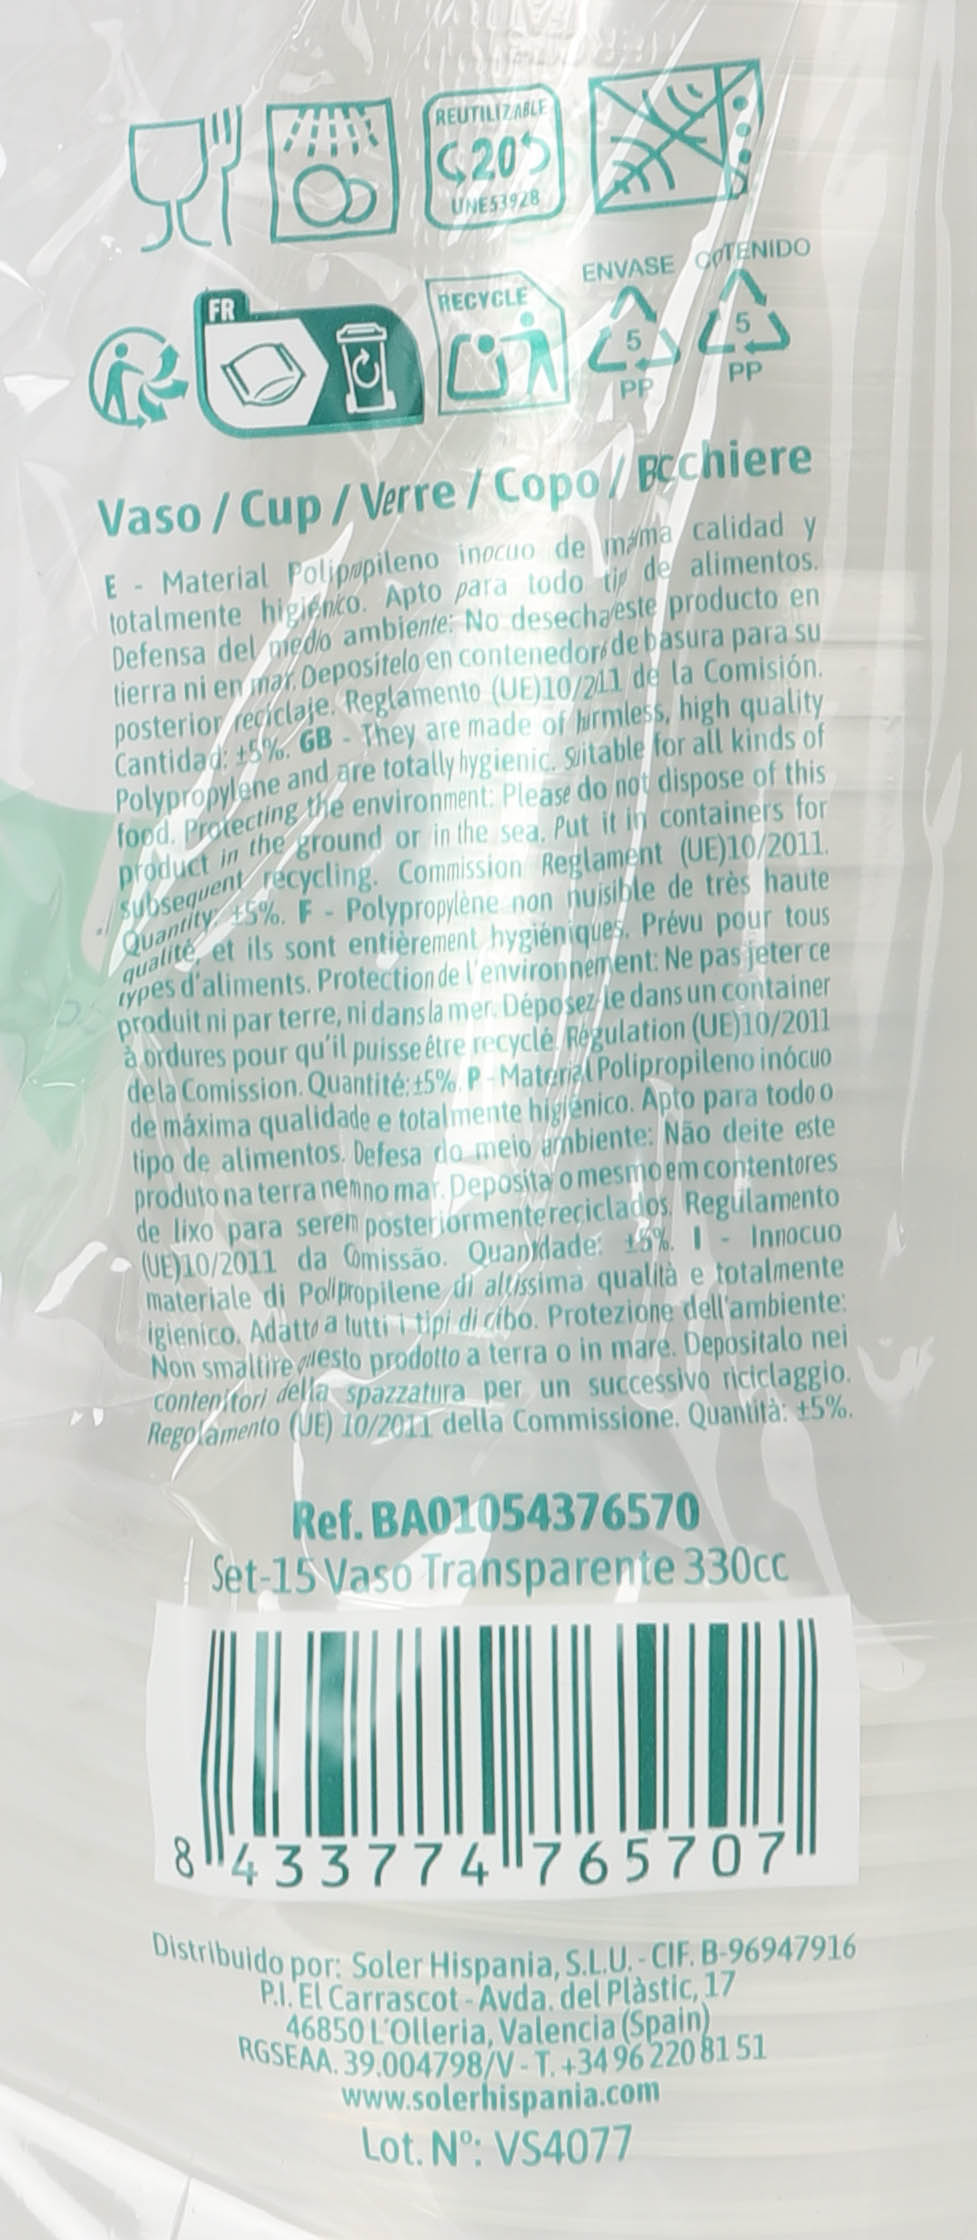 REUTILIZABLE
20
UNE53928
ENVASE COTENIDO
FR
RECYCLE
5 5
PP PP
Vaso / Cup / Verre / Copo / Bcchiere
E - Material Polipropileno inocuo de máma calidad y
totalmente higiénico. Apto para todo tip de alimentos.
Defensa del medio ambiente: No desechaeste producto en
tierra ni en mar. Deposítelo en contenedors de basura para su
posterior reciclaje. Reglamento (UE)10/211 de la Comisión.
Cantidad: ±5%. GB - They are made of hirmless, high quality
Polypropylene and are totally hygienic. Suitable for all kinds of
food. Protecting the environment: Please do not dispose of this
product in the ground or in the sea. Put it in containers for
subsequent recycling. Commission Reglament (UE)10/2011.
Quantity: ±5%. F - Polypropylène non nuisible de très haute
qualité, et ils sont entièrement hygiéniques. Prévu pour tous
types d'aliments. Protection de l'environnement: Ne pas jeter ce
produit ni par terre, ni dans la mer. Déposez-le dans un container
à ordures pour qu'il puisse être recyclé. Régulation (UE)10/2011
de la Comission. Quantité: ±5%. P - Material Polipropileno inócuo
de máxima qualidade e totalmente higiénico. Apto para todo o
tipo de alimentos. Defesa do meio ambiente: Não deite este
produto na terra nem no mar. Deposita o mesmo em contentores
de lixo para serem posteriormente reciclados. Regulamento
(UE)10/2011 da Comissão. Quantidade: ±5%. I - Innocuo
materiale di Polipropilene di altissima qualità e totalmente
igienico. Adatto a tutti i tipi di cibo. Protezione dell'ambiente:
Non smaltire questo prodotto a terra o in mare. Depositalo nei
contenitori della spazzatura per un successivo riciclaggio.
Regolamento (UE) 10/2011 della Commissione. Quantità: ±5%.
Ref. BA01054376570
Set-15 Vaso Transparente 330cc
8 433774 765707
Distribuido por: Soler Hispania, S.L.U. - CIF. B-96947916
P.I. El Carrascot - Avda. del Plàstic, 17
46850 L'Olleria, Valencia (Spain)
RGSEAA. 39.004798/V - T. +34 96 220 81 51
www.solerhispania.com
Lot. Nº: VS4077